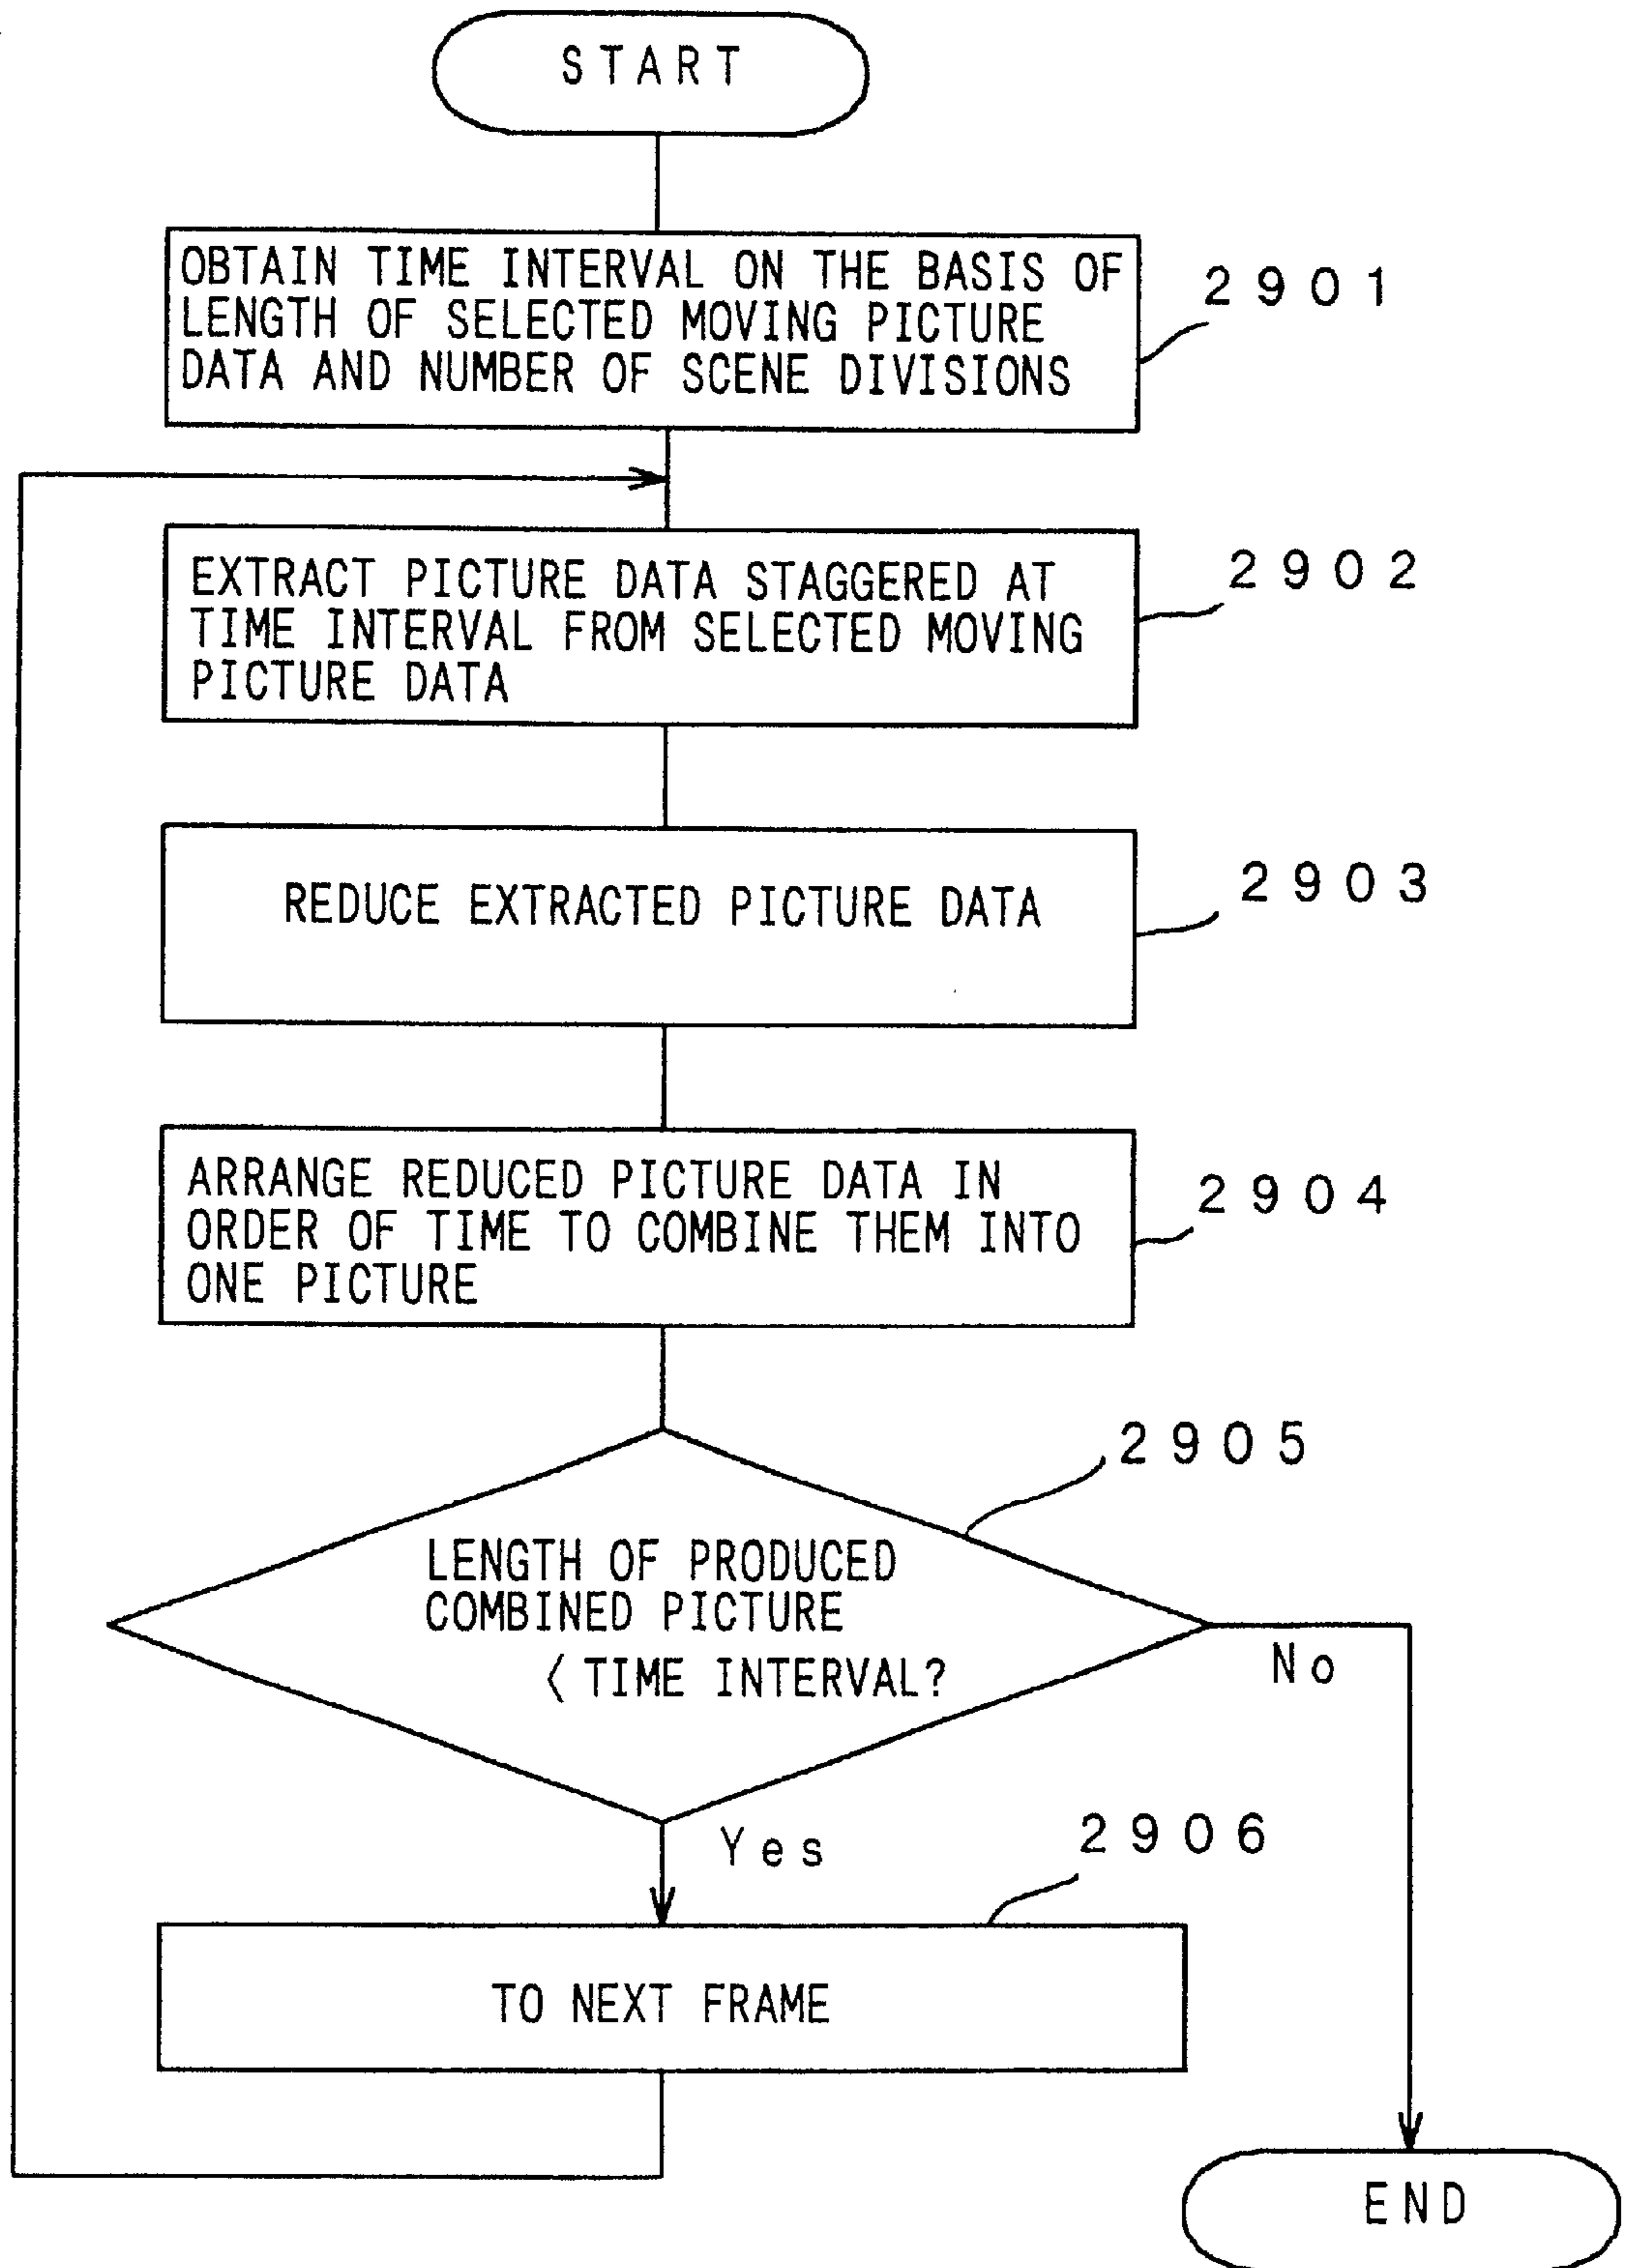 START
OBTAIN TIME INTERVAL ON THE BASIS OF
LENGTH OF SELECTED MOVING PICTURE
DATA AND NUMBER OF SCENE DIVISIONS
2901
EXTRACT PICTURE DATA STAGGERED AT
TIME INTERVAL FROM SELECTED MOVING
PICTURE DATA
2902
REDUCE EXTRACTED PICTURE DATA
2903
ARRANGE REDUCED PICTURE DATA IN
ORDER OF TIME TO COMBINE THEM INTO
ONE PICTURE
2904
2905
LENGTH OF PRODUCED
COMBINED PICTURE
< TIME INTERVAL?
No
Yes
2906
TO NEXT FRAME
END